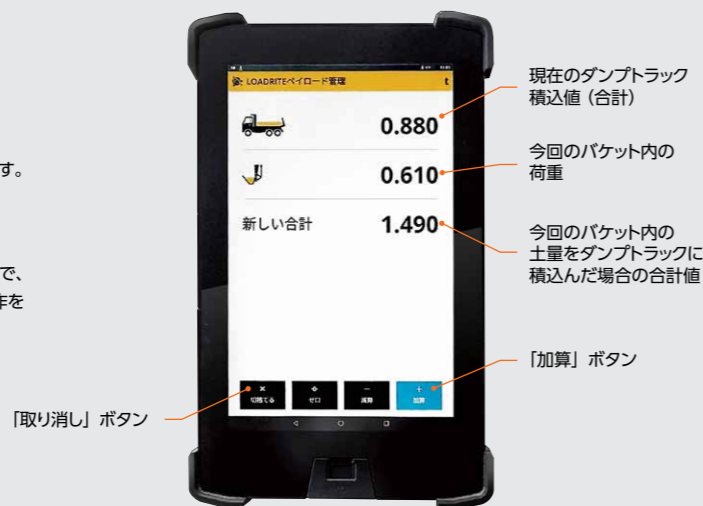 す。
で、
作を
LOADRITEペイロード管理 t
0.880
0.610
新しい合計 1.490
切捨てる
ゼロ
減算
加算
現在のダンプトラック
積込値（合計）
今回のバケット内の
荷重
今回のバケット内の
土量をダンプトラックに
積込んだ場合の合計値
「加算」ボタン
「取り消し」ボタン